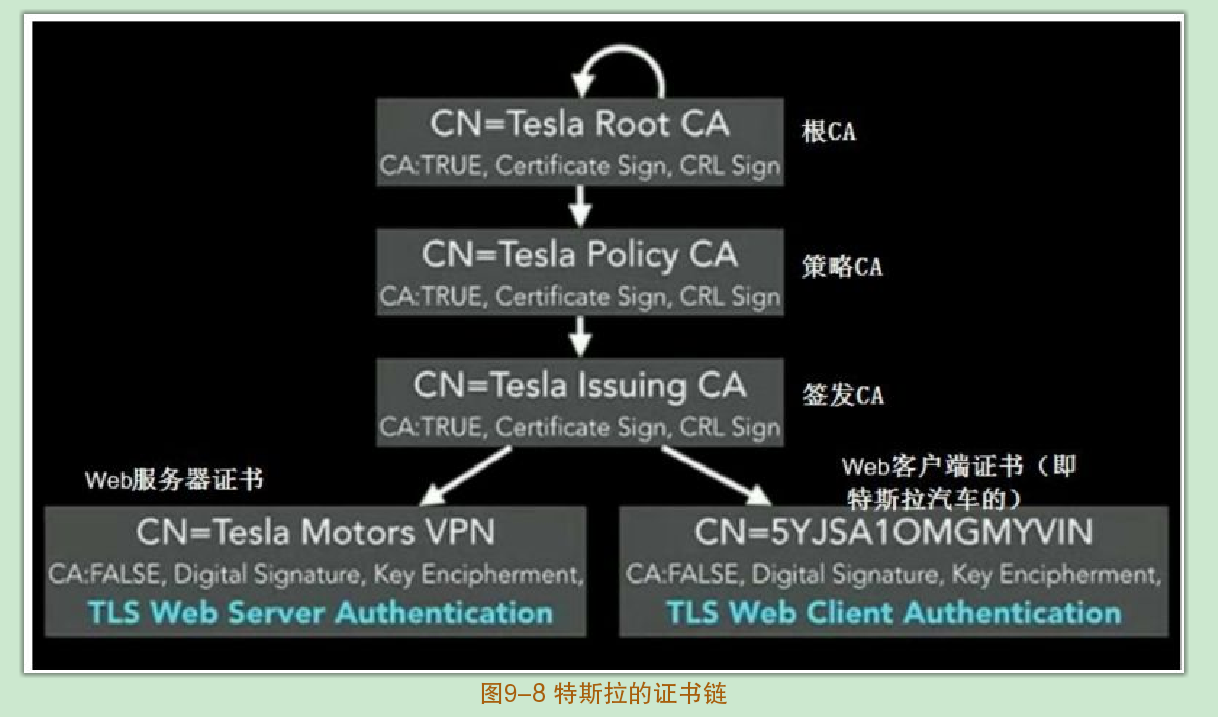 CN=Tesla Root CA
根CA
CA:TRUE, Certificate Sign, CRL Sign
CN=Tesla Policy CA
策略CA
CA:TRUE, Certificate Sign, CRL Sign
CN=Tesla Issuing CA
签发CA
CA:TRUE, Certificate Sign, CRL Sign
Web服务器证书
Web客户端证书（即
特斯拉汽车的）
CN=Tesla Motors VPN
CA:FALSE, Digital Signature, Key Encipherment,
TLS Web Server Authentication
CN=5YJSA1OMGMYVIN
CA:FALSE, Digital Signature, Key Encipherment,
TLS Web Client Authentication
图9–8 特斯拉的证书链